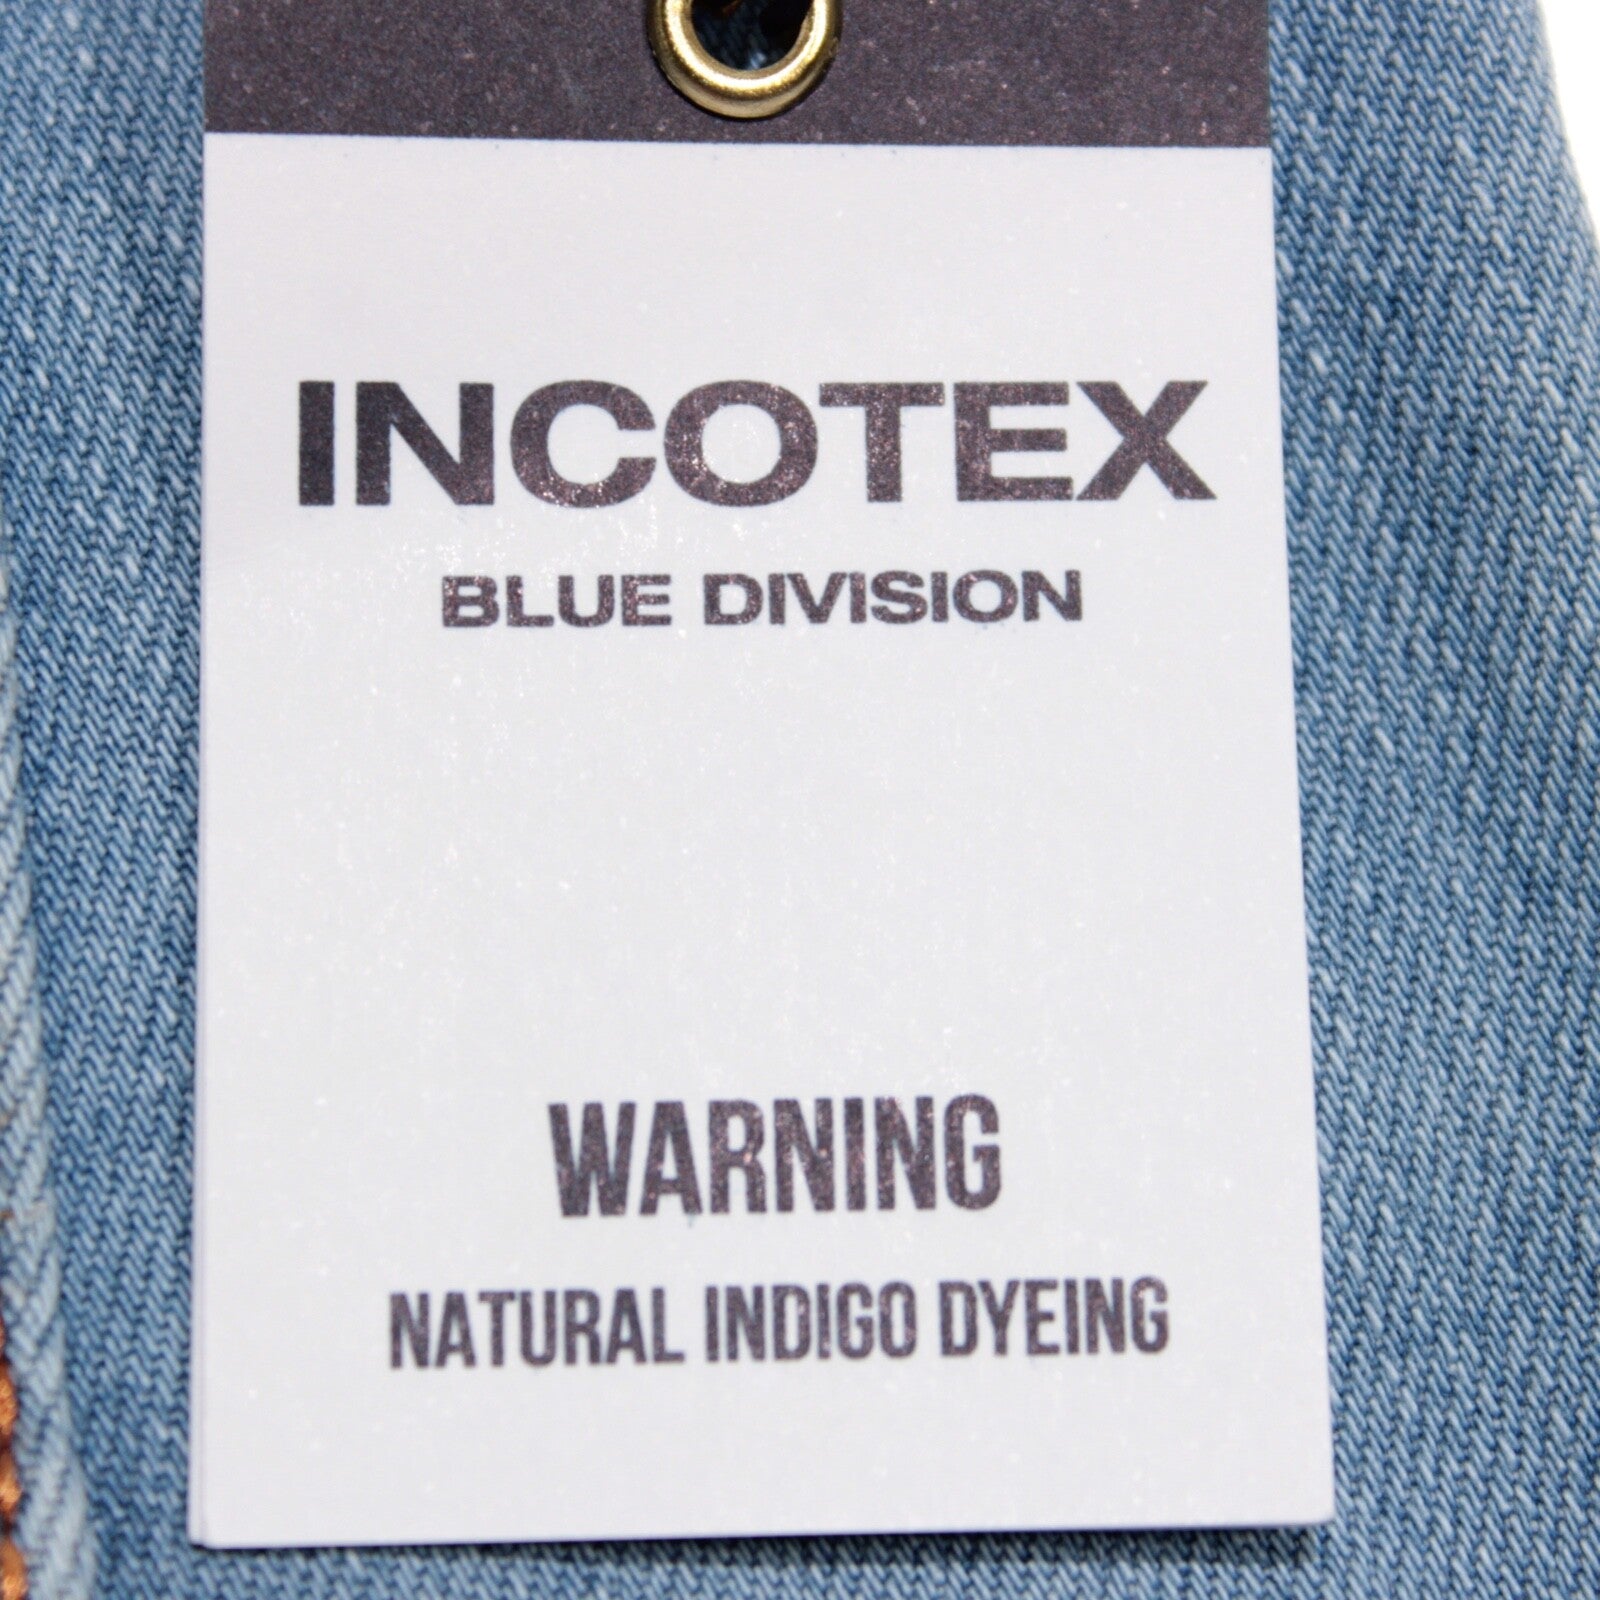 INCOTEX
BLUE DIVISION
WARNING
NATURAL INDIGO DYEING